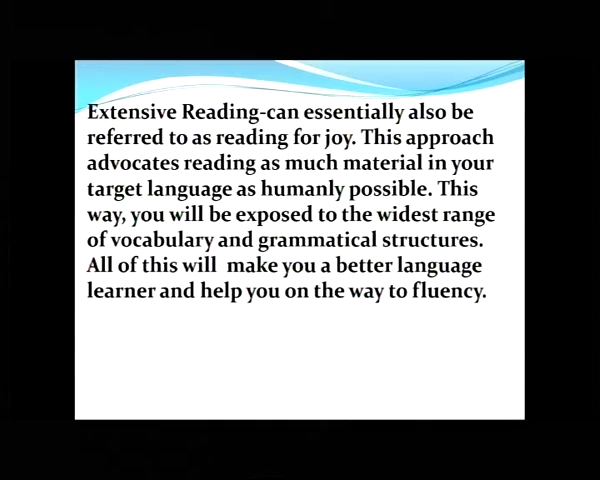 Extensive Reading-can essentially also be
referred to as reading for joy. This approach
advocates reading as much material in your
target language as humanly possible. This
way, you will be exposed to the widest range
of vocabulary and grammatical structures.
All of this will  make you a better language
learner and help you on the way to fluency.